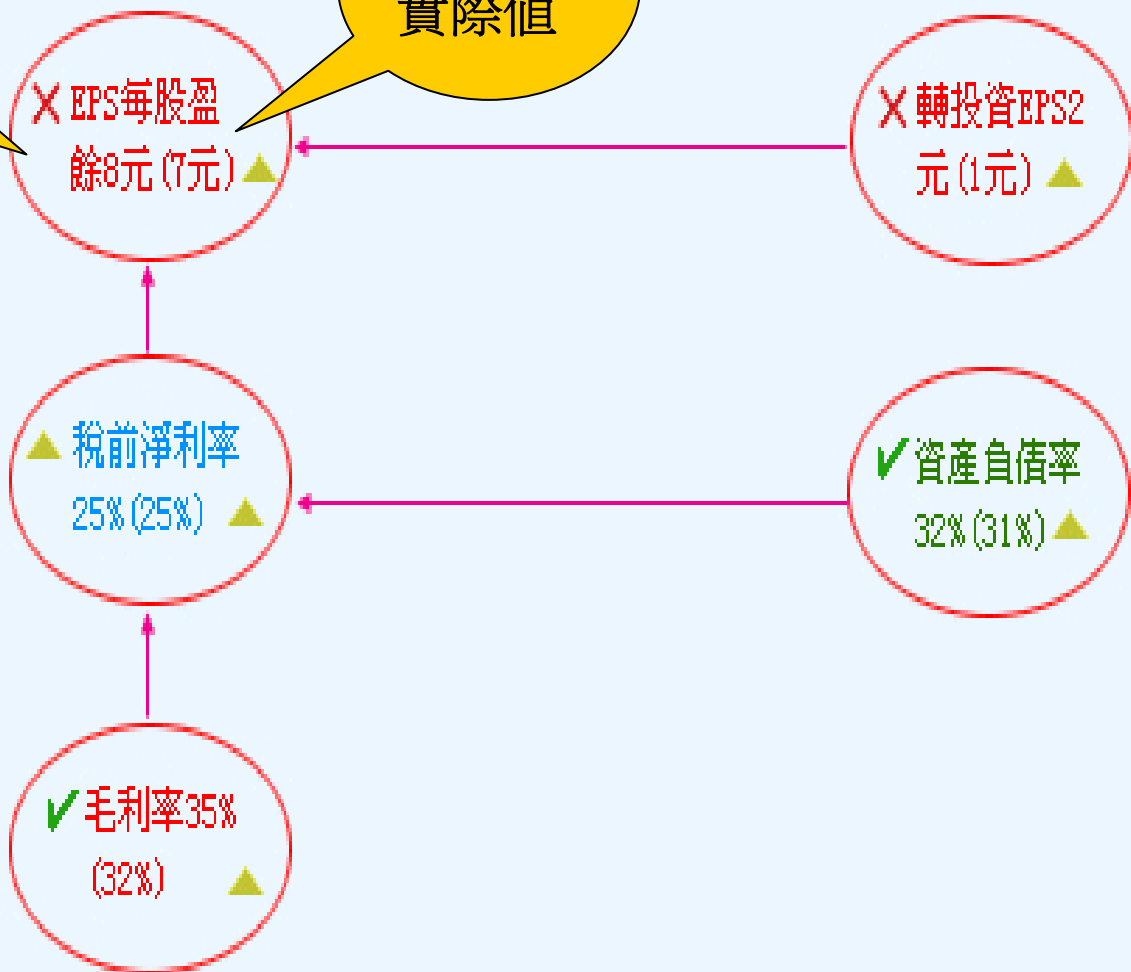 實際值
EPS每股盈
餘8元(7元)
轉投資EPS2
元(1元)
稅前淨利率
25%(25%)
資產自債率
32%(31%)
毛利率35%
(32%)